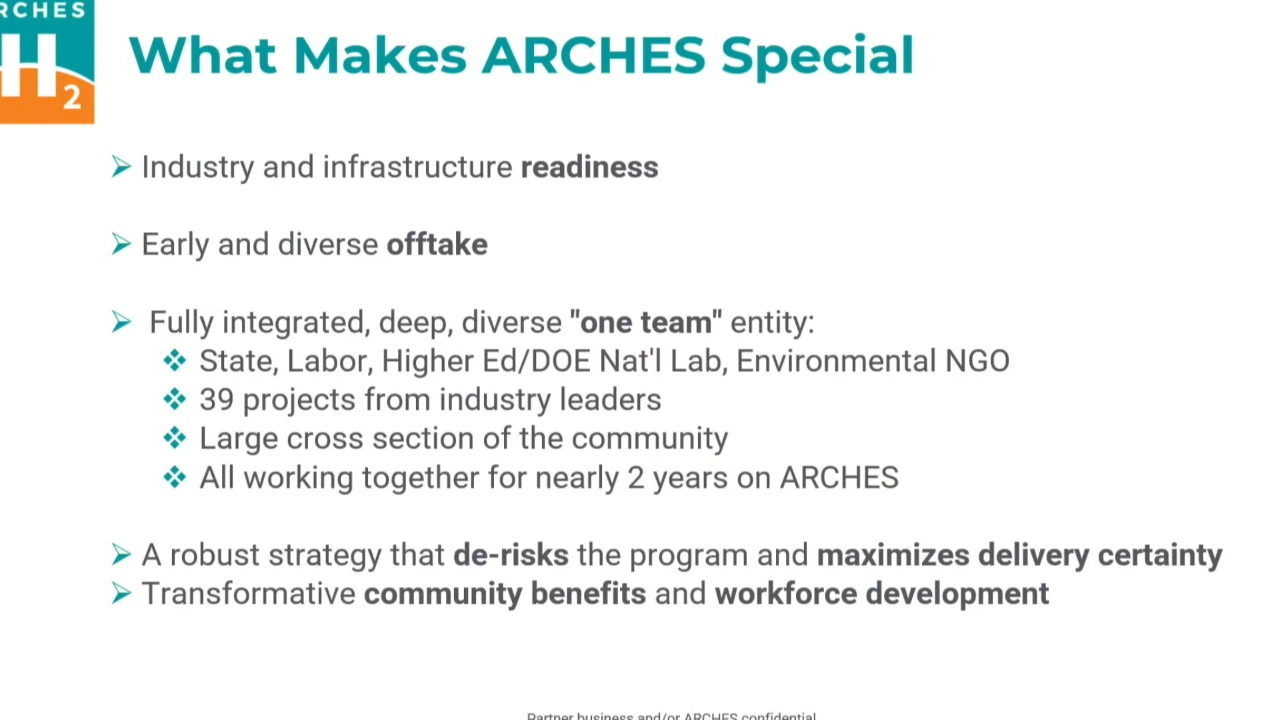 ARCHES
H2
What Makes ARCHES Special
Industry and infrastructure readiness
Early and diverse offtake
Fully integrated, deep, diverse "one team" entity:
State, Labor, Higher Ed/DOE Nat'l Lab, Environmental NGO
39 projects from industry leaders
Large cross section of the community
All working together for nearly 2 years on ARCHES
A robust strategy that de-risks the program and maximizes delivery certainty
Transformative community benefits and workforce development
Partner business and/or ARCHES confidential